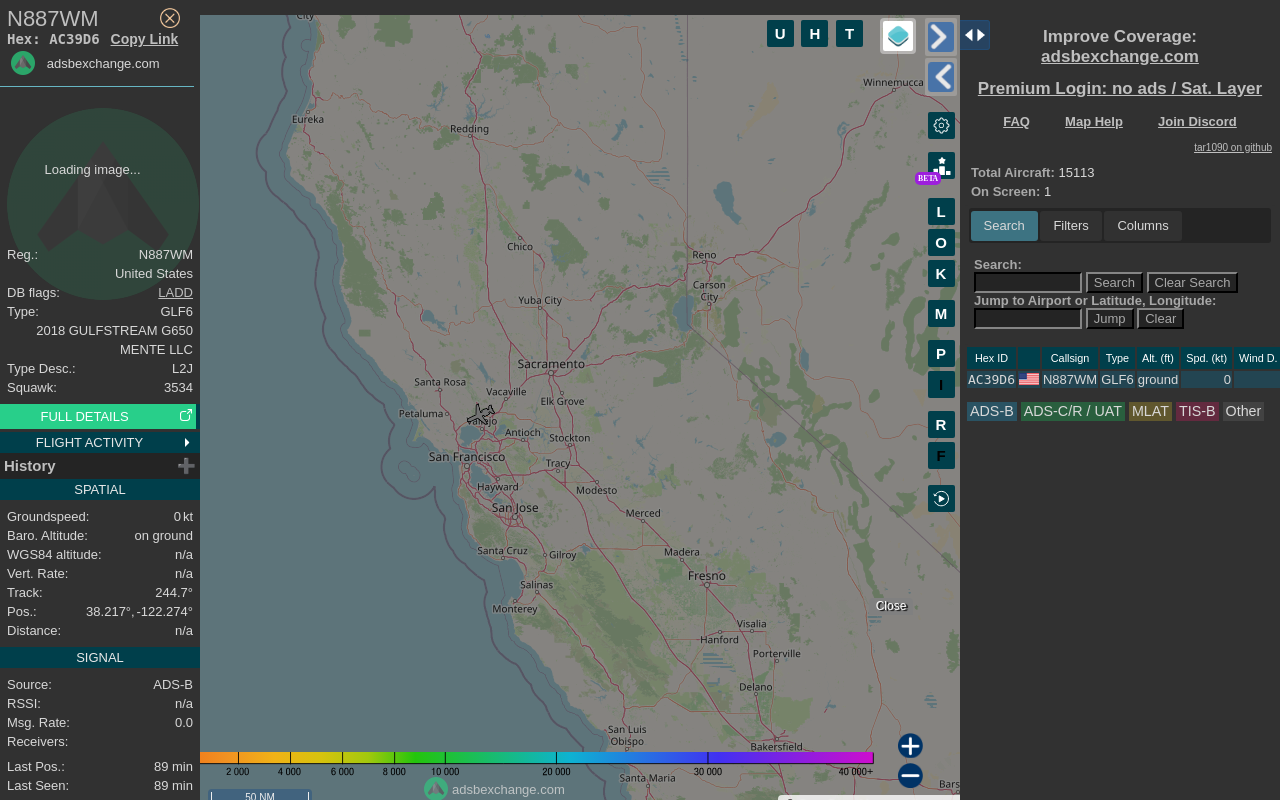 N887WM
Hex: AC39D6 Copy Link
adsbexchange.com
Loading image...
Reg.: N887WM
United States
DB flags: LADD
Type: GLF6
2018 GULFSTREAM G650
MENTE LLC
Type Desc.: L2J
Squawk: 3534
FULL DETAILS
FLIGHT ACTIVITY
History
SPATIAL
Groundspeed: 0 kt
Baro. Altitude: on ground
WGS84 altitude: n/a
Vert. Rate: n/a
Track: 244.7°
Pos.: 38.217°, -122.274°
Distance: n/a
SIGNAL
Source: ADS-B
RSSI: n/a
Msg. Rate: 0.0
Receivers:
Last Pos.: 89 min
Last Seen: 89 min
City
Eureka
Redding
Winnemucca
Chico
Reno
Carson
City
Yuba City
Sacramento
Santa Rosa
Vacaville
Elk Grove
Petaluma
Vallejo
Antioch
Stockton
San Francisco
Tracy
Hayward
Modesto
San Jose
Merced
Santa Cruz
Gilroy
Madera
Fresno
Salinas
Monterey
Visalia
Hanford
Porterville
Delano
San Luis
Obispo
Bakersfield
Santa Maria
Bars
Close
U H T
BETA
L
O
K
M
P
I
R
F
2 000 4 000 6 000 8 000 10 000 20 000 30 000 40 000+
adsbexchange.com
50 NM
Improve Coverage:
adsbexchange.com
Premium Login: no ads / Sat. Layer
FAQ Map Help Join Discord
tar1090 on github
Total Aircraft: 15113
On Screen: 1
Search Filters Columns
Search:
Search Clear Search
Jump to Airport or Latitude, Longitude:
Jump Clear
Hex ID Callsign Type Alt. (ft) Spd. (kt) Wind D.
AC39D6 N887WM GLF6 ground 0
ADS-B ADS-C/R / UAT MLAT TIS-B Other